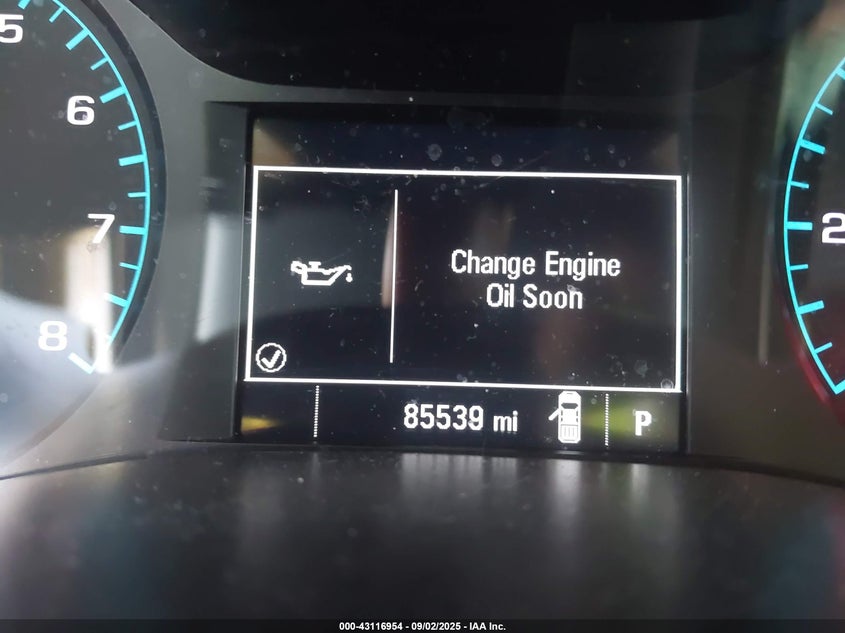 5
6
7
8
2
Change Engine
Oil Soon
85539 mi
P
000-43116954 - 09/02/2025 - IAA Inc.